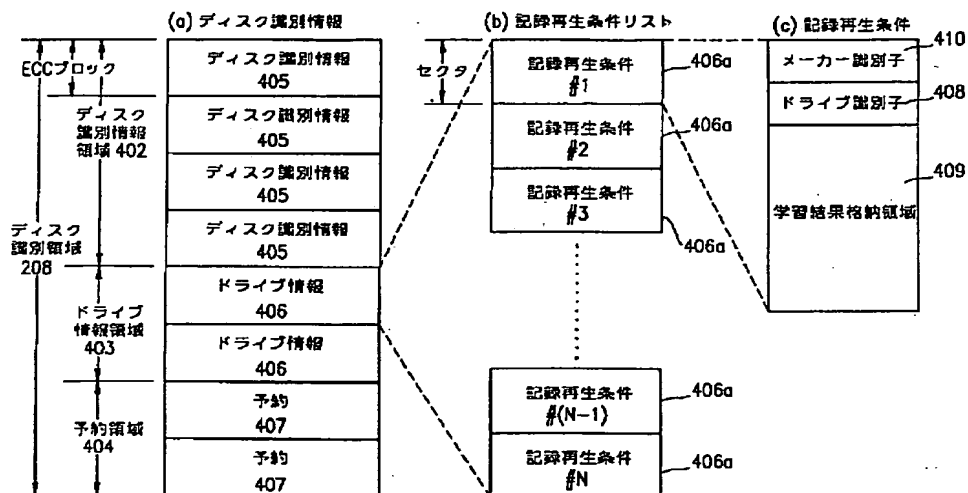 (a) ディスク識別情報
(b) 記録再生条件リスト
(c) 記録再生条件
ECCブロック
ディスク
識別情報
領域 402
ディスク
識別領域
208
ドライブ
情報領域
403
予約領域
404
ディスク識別情報
405
ディスク識別情報
405
ディスク識別情報
405
ディスク識別情報
405
ドライブ情報
406
ドライブ情報
406
予約
407
予約
407
セクタ
記録再生条件
#1
406a
記録再生条件
#2
406a
記録再生条件
#3
406a
記録再生条件
#(N-1)
406a
記録再生条件
#N
406a
メーカー識別子
410
ドライブ識別子
408
学習結果格納領域
409